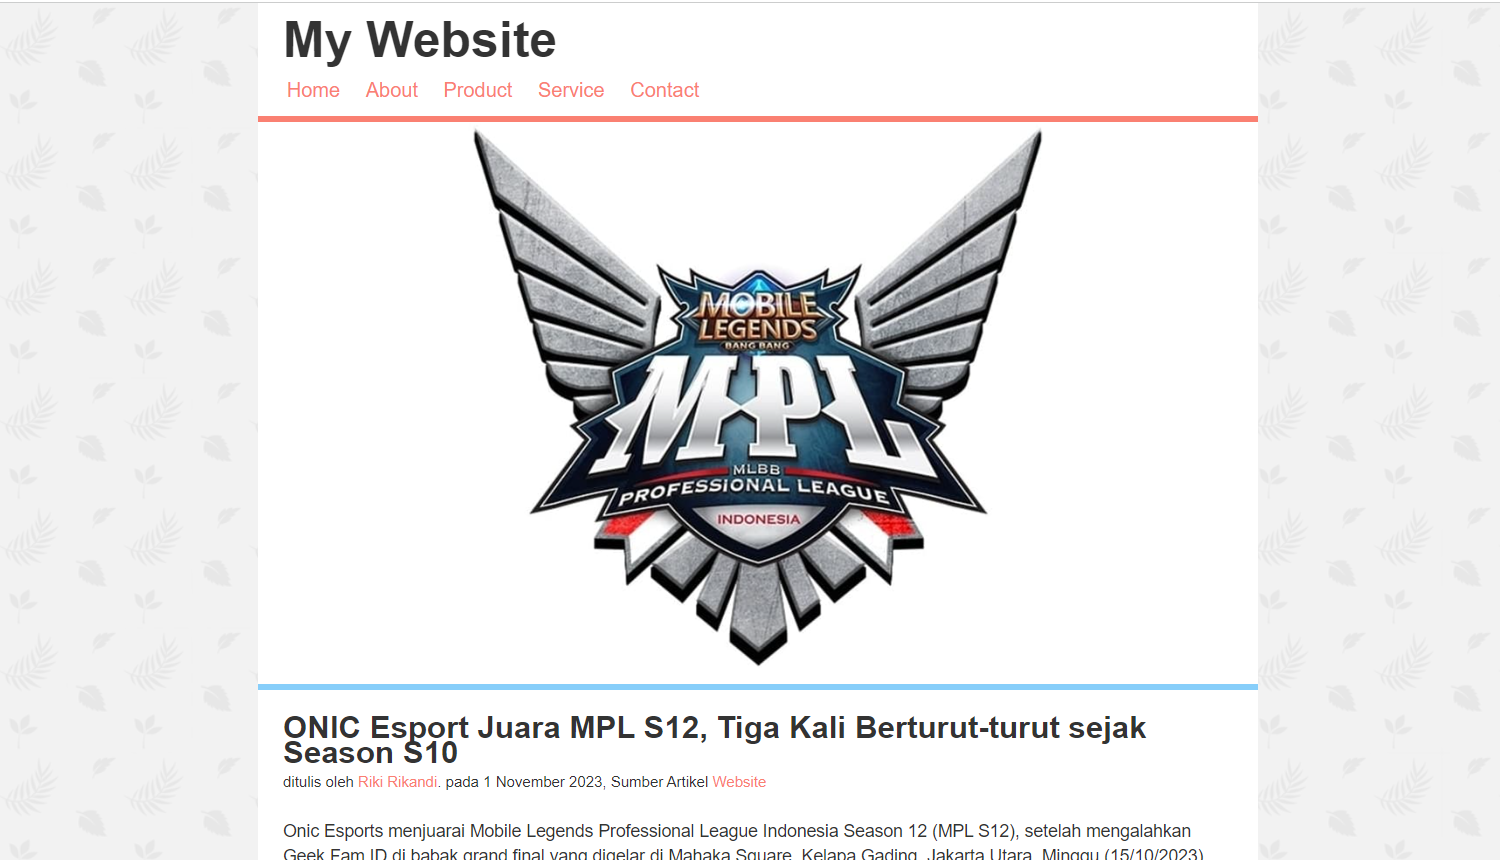 My Website
Home About Product Service Contact
MOBILE
LEGENDS
BANG BANG
MPL
MLBB
PROFESSIONAL LEAGUE
INDONESIA
ONIC Esport Juara MPL S12, Tiga Kali Berturut-turut sejak
Season S10
ditulis oleh Riki Rikandi. pada 1 November 2023, Sumber Artikel Website
Onic Esports menjuarai Mobile Legends Professional League Indonesia Season 12 (MPL S12), setelah mengalahkan
Geek Fam ID di babak grand final yang digelar di Mahaka Square, Kelapa Gading, Jakarta Utara, Minggu (15/10/2023)